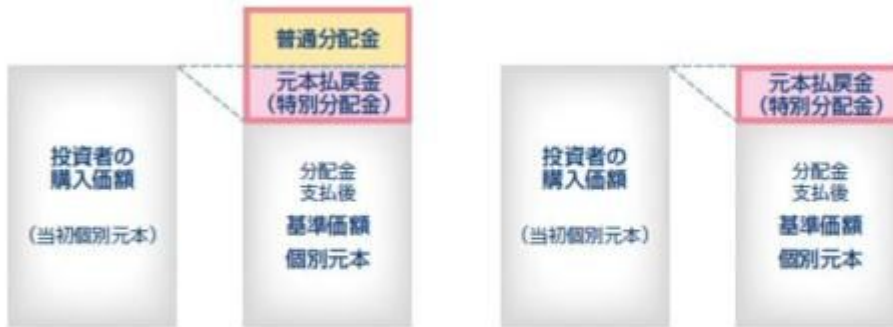 普通分配金
元本払戻金
（特別分配金）
投資者の
購入価額
（当初個別元本）
分配金
支払後
基準価額
個別元本
元本払戻金
（特別分配金）
投資者の
購入価額
（当初個別元本）
分配金
支払後
基準価額
個別元本